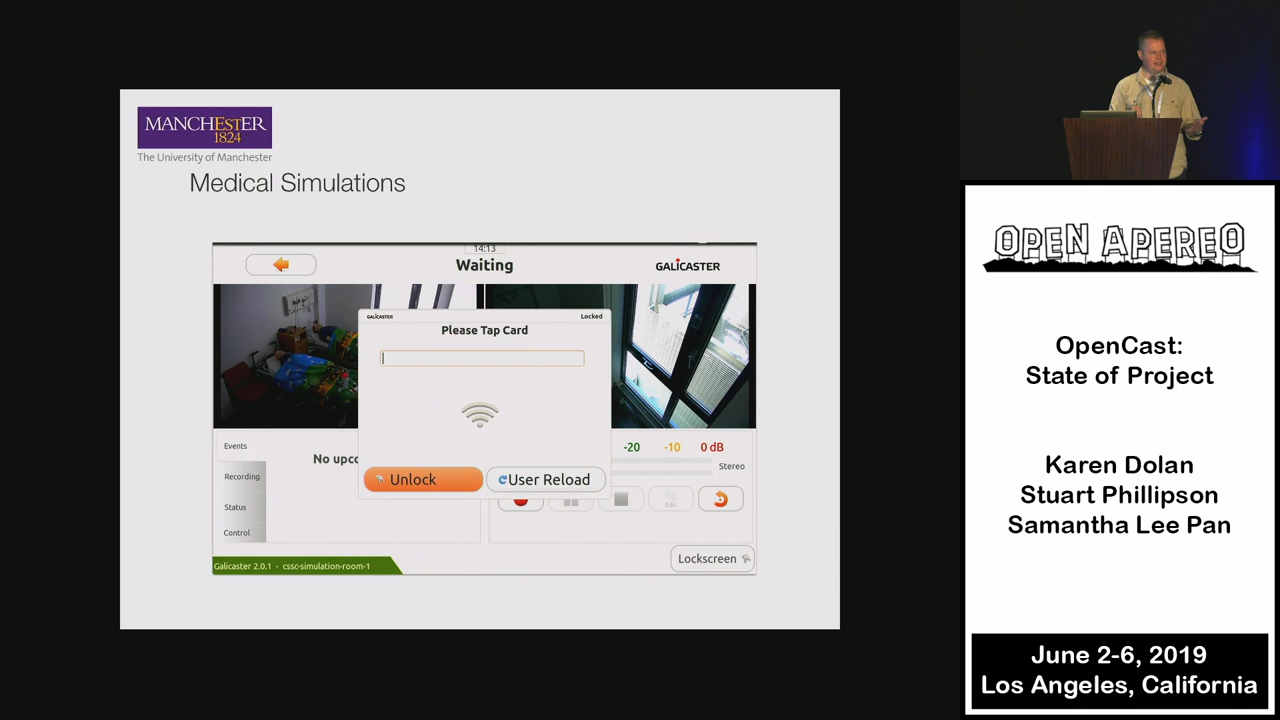 MANCHEsTER
1824
The University of Manchester
Medical Simulations
14:13
Waiting
GALICASTER
GALICASTER
Locked
Please Tap Card
Unlock
User Reload
Events
Recording
Status
Control
No upco
-20
-10
0 dB
Stereo
Edit
Lockscreen
Galicaster 2.0.1 - cssc-simulation-room-1
OPEN APEREO
OpenCast:
State of Project
Karen Dolan
Stuart Phillipson
Samantha Lee Pan
June 2-6, 2019
Los Angeles, California